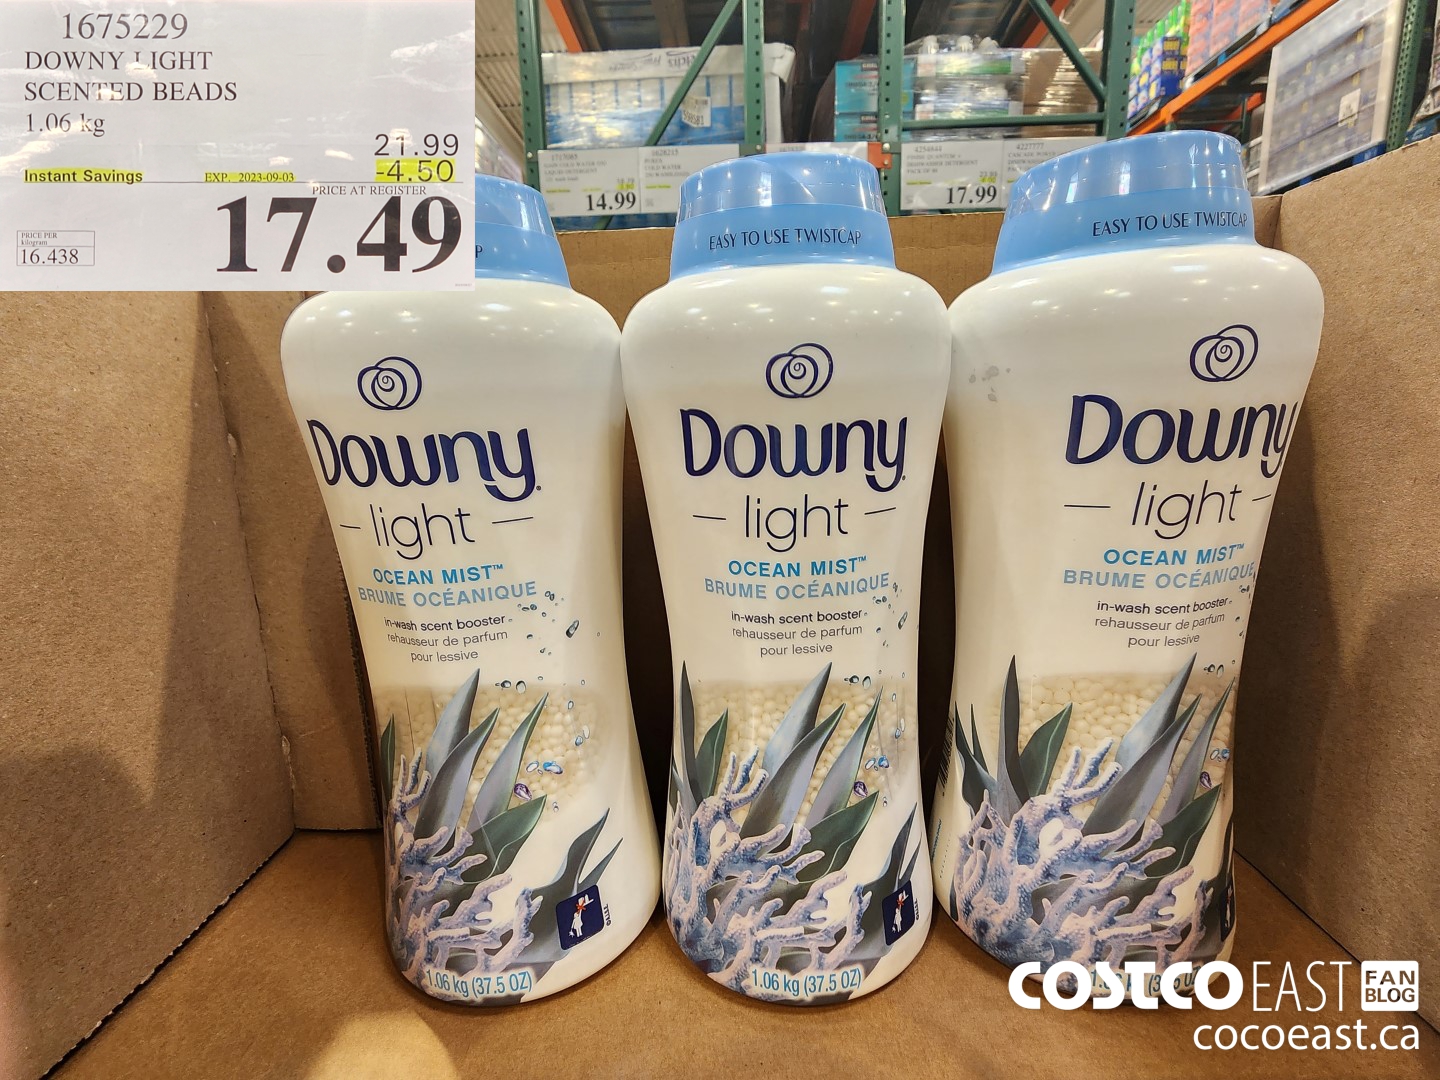 1675229
DOWNY LIGHT
SCENTED BEADS
1.06 kg
21.99
Instant Savings EXP. 2023-09-03 -4.50
PRICE AT REGISTER
17.49
PRICE PER
kilogram
16.438
14.99
17.99
P
EASY TO USE TWISTCAP
EASY TO USE TWISTCAP
Downy
light
OCEAN MIST™
BRUME OCÉANIQUE
in-wash scent booster
rehausseur de parfum
pour lessive
1.06 kg (37.5 OZ)
Downy
light
OCEAN MIST™
BRUME OCÉANIQUE
in-wash scent booster
rehausseur de parfum
pour lessive
1.06 kg (37.5 OZ)
Downy
light
OCEAN MIST™
BRUME OCÉANIQUE
in-wash scent booster
rehausseur de parfum
pour lessive
COSTCO EAST FAN
BLOG
cocoeast.ca